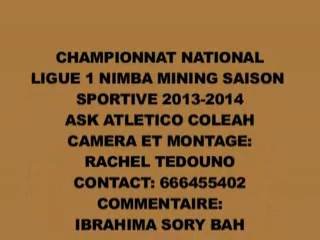 CHAMPIONNAT NATIONAL
LIGUE 1 NIMBA MINING SAISON
SPORTIVE 2013-2014
ASK ATLETICO COLEAH
CAMERA ET MONTAGE:
RACHEL TEDOUNO
CONTACT: 666455402
COMMENTAIRE:
IBRAHIMA SORY BAH